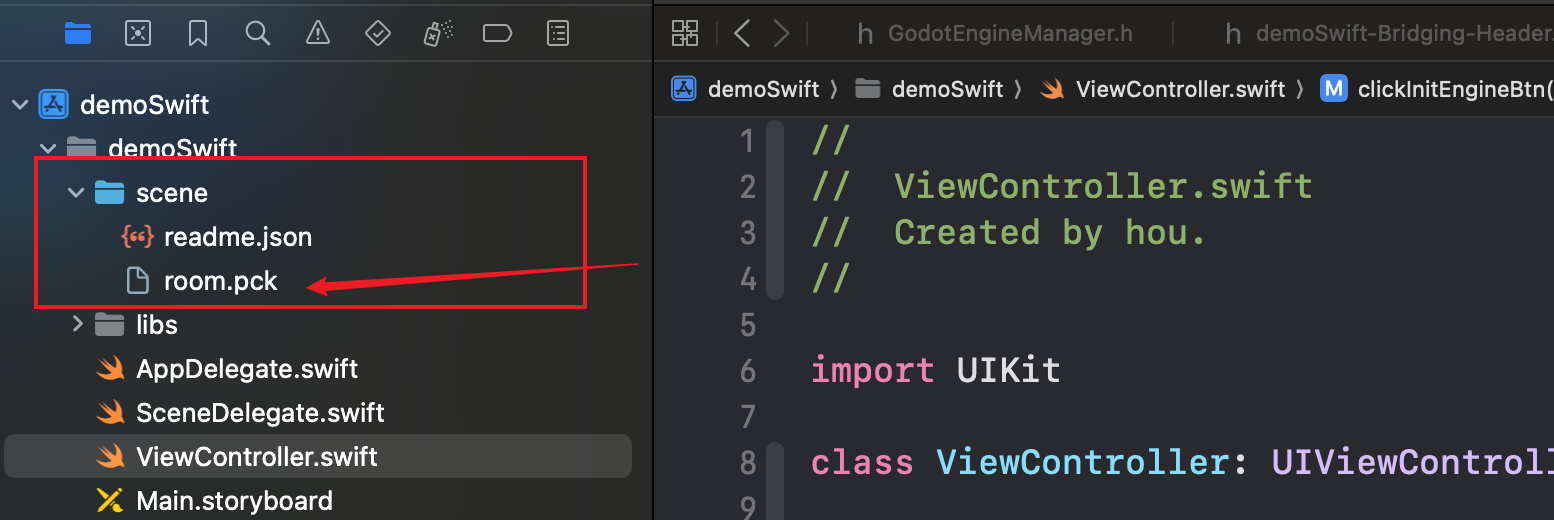 demoSwift
demoSwift
scene
readme.json
room.pck
libs
AppDelegate.swift
SceneDelegate.swift
ViewController.swift
Main.storyboard
h GodotEngineManager.h
h demoSwift-Bridging-Header.
demoSwift 〉 demoSwift 〉 ViewController.swift 〉 M clickInitEngineBtn(
1 //
2 //  ViewController.swift
3 //  Created by hou.
4 //
5
6 import UIKit
7
8 class ViewController: UIViewControll
9